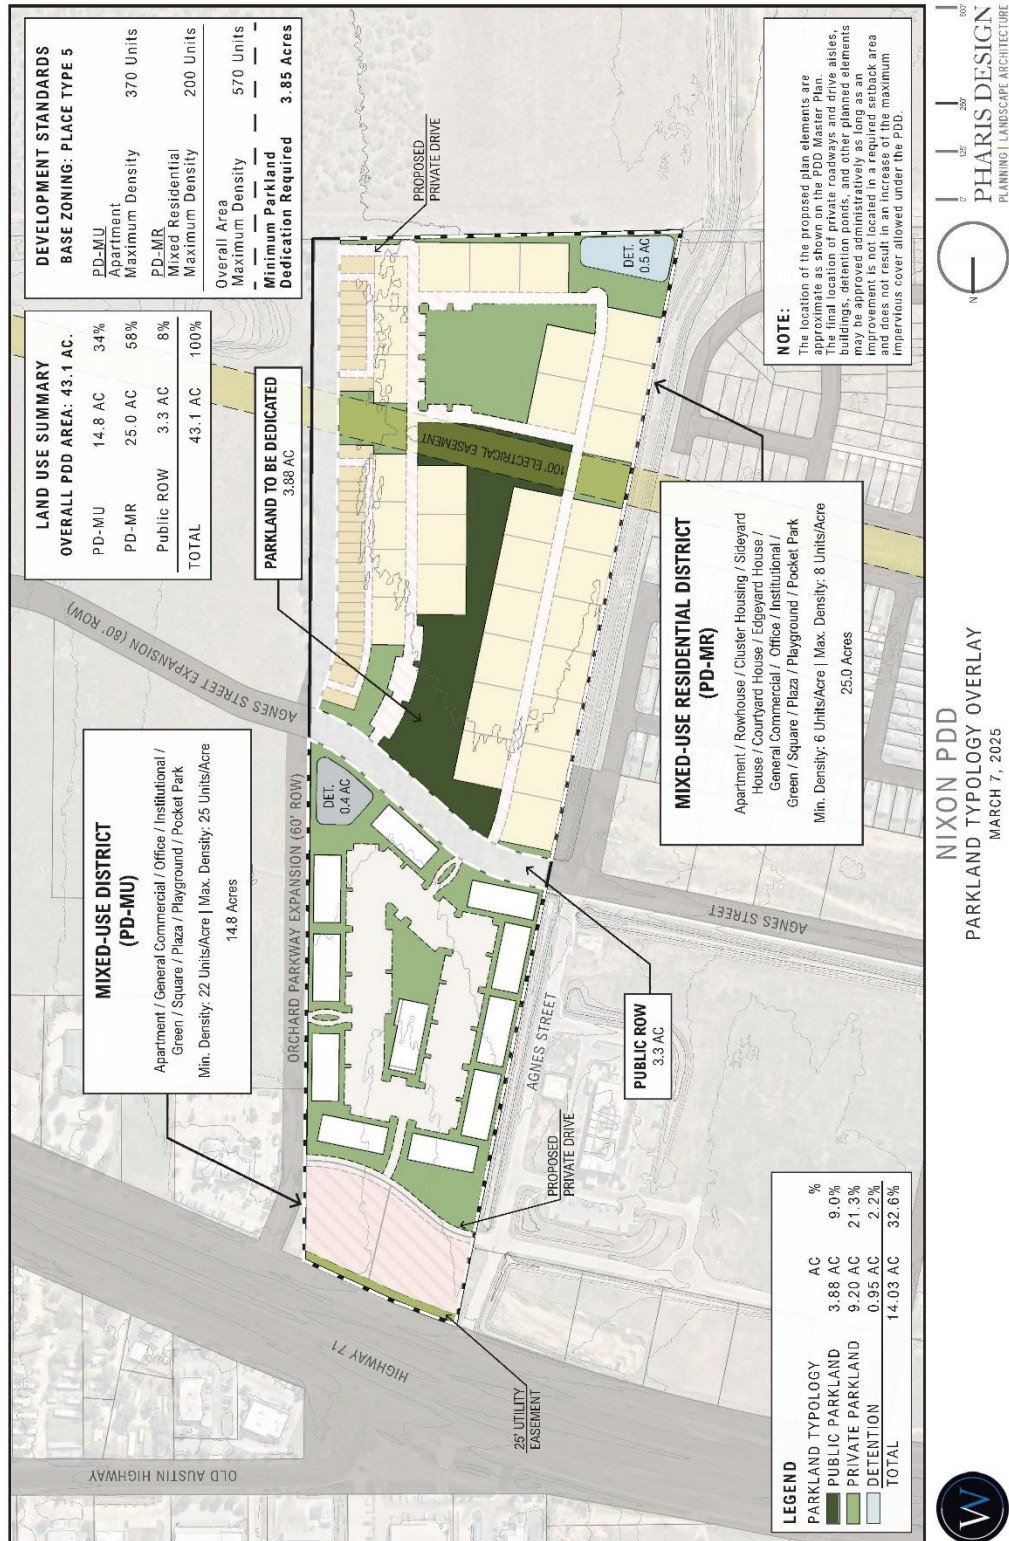 MIXED-USE DISTRICT
(PD-MU)
Apartment / General Commercial / Office / Institutional /
Green / Square / Plaza / Playground / Pocket Park
Min. Density: 22 Units/Acre | Max. Density: 25 Units/Acre
14.8 Acres
LAND USE SUMMARY
OVERALL PDD AREA: 43.1 AC.
PD-MU 14.8 AC 34%
PD-MR 25.0 AC 58%
Public ROW 3.3 AC 8%
TOTAL 43.1 AC 100%
DEVELOPMENT STANDARDS
BASE ZONING: PLACE TYPE 5
PD-MU
Apartment
Maximum Density 370 Units
PD-MR
Mixed Residential
Maximum Density 200 Units
Overall Area
Maximum Density 570 Units
Minimum Parkland
Dedication Required 3.85 Acres
OLD AUSTIN HIGHWAY
HIGHWAY 71
25' UTILITY
EASEMENT
ORCHARD PARKWAY EXPANSION (60' ROW)
AGNES STREET EXPANSION (80' ROW)
PARKLAND TO BE DEDICATED
3.88 AC
PROPOSED
PRIVATE DRIVE
DET.
0.4 AC
100' ELECTRICAL EASEMENT
DET.
0.5 AC
PROPOSED
PRIVATE DRIVE
AGNES STREET
PUBLIC ROW
3.3 AC
AGNES STREET
MIXED-USE RESIDENTIAL DISTRICT
(PD-MR)
Apartment / Rowhouse / Cluster Housing / Sideyard
House / Courtyard House / Edgeyard House /
General Commercial / Office / Institutional /
Green / Square / Plaza / Playground / Pocket Park
Min. Density: 6 Units/Acre | Max. Density: 8 Units/Acre
25.0 Acres
NOTE:
The location of the proposed plan elements are
approximate as shown on the PDD Master Plan.
The final location of private roadways and drive aisles,
buildings, detention ponds, and other planned elements
may be approved administratively as long as an
improvement is not located in a required setback area
and does not result in an increase of the maximum
impervious cover allowed under the PDD.
LEGEND
PARKLAND TYPOLOGY AC %
PUBLIC PARKLAND 3.88 AC 9.0%
PRIVATE PARKLAND 9.20 AC 21.3%
DETENTION 0.95 AC 2.2%
TOTAL 14.03 AC 32.6%
W
NIXON PDD
PARKLAND TYPOLOGY OVERLAY
MARCH 7, 2025
N
0' 125' 250' 500'
PHARIS DESIGN
PLANNING | LANDSCAPE ARCHITECTURE